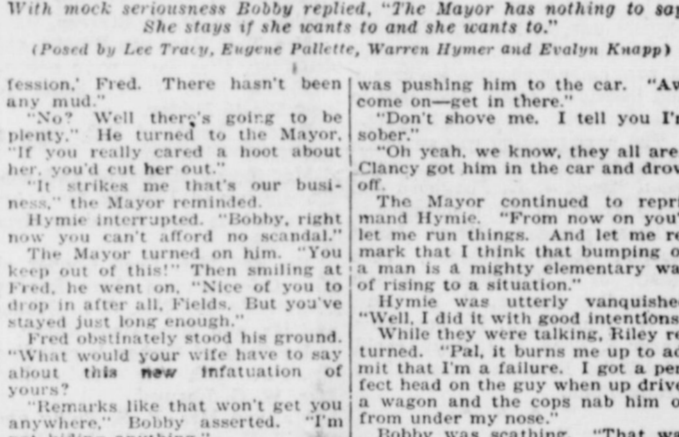 With mock seriousness Bobby replied, "The Mayor has nothing to say
She stays if she wants to and she wants to."
(Posed by Lee Tracy, Eugene Pallette, Warren Hymer and Evalyn Knapp)
fession,' Fred. There hasn't been
any mud."
"No? Well there's going to be
plenty." He turned to the Mayor.
"If you really cared a hoot about
her, you'd cut her out."
"It strikes me that's our busi-
ness," the Mayor reminded.
Hymie interrupted. "Bobby, right
now you can't afford no scandal."
The Mayor turned on him. "You
keep out of this!" Then smiling at
Fred, he went on, "Nice of you to
drop in after all, Fields. But you've
stayed just long enough."
Fred obstinately stood his ground.
"What would your wife have to say
about this new infatuation of
yours?
"Remarks like that won't get you
anywhere," Bobby asserted. "I'm
was pushing him to the car. "Aw
come on—get in there."
"Don't shove me. I tell you I'
sober."
"Oh yeah, we know, they all are
Clancy got him in the car and drov
off.
The Mayor continued to repri
mand Hymie. "From now on you'
let me run things. And let me re
mark that I think that bumping o
a man is a mighty elementary wa
of rising to a situation."
Hymie was utterly vanquishe
"Well, I did it with good intentions
While they were talking, Riley re
turned. "Pal, it burns me up to ad
mit that I'm a failure. I got a per
fect head on the guy when up drive
a wagon and the cops nab him o
from under my nose."
Bobby was scathing. "That wa